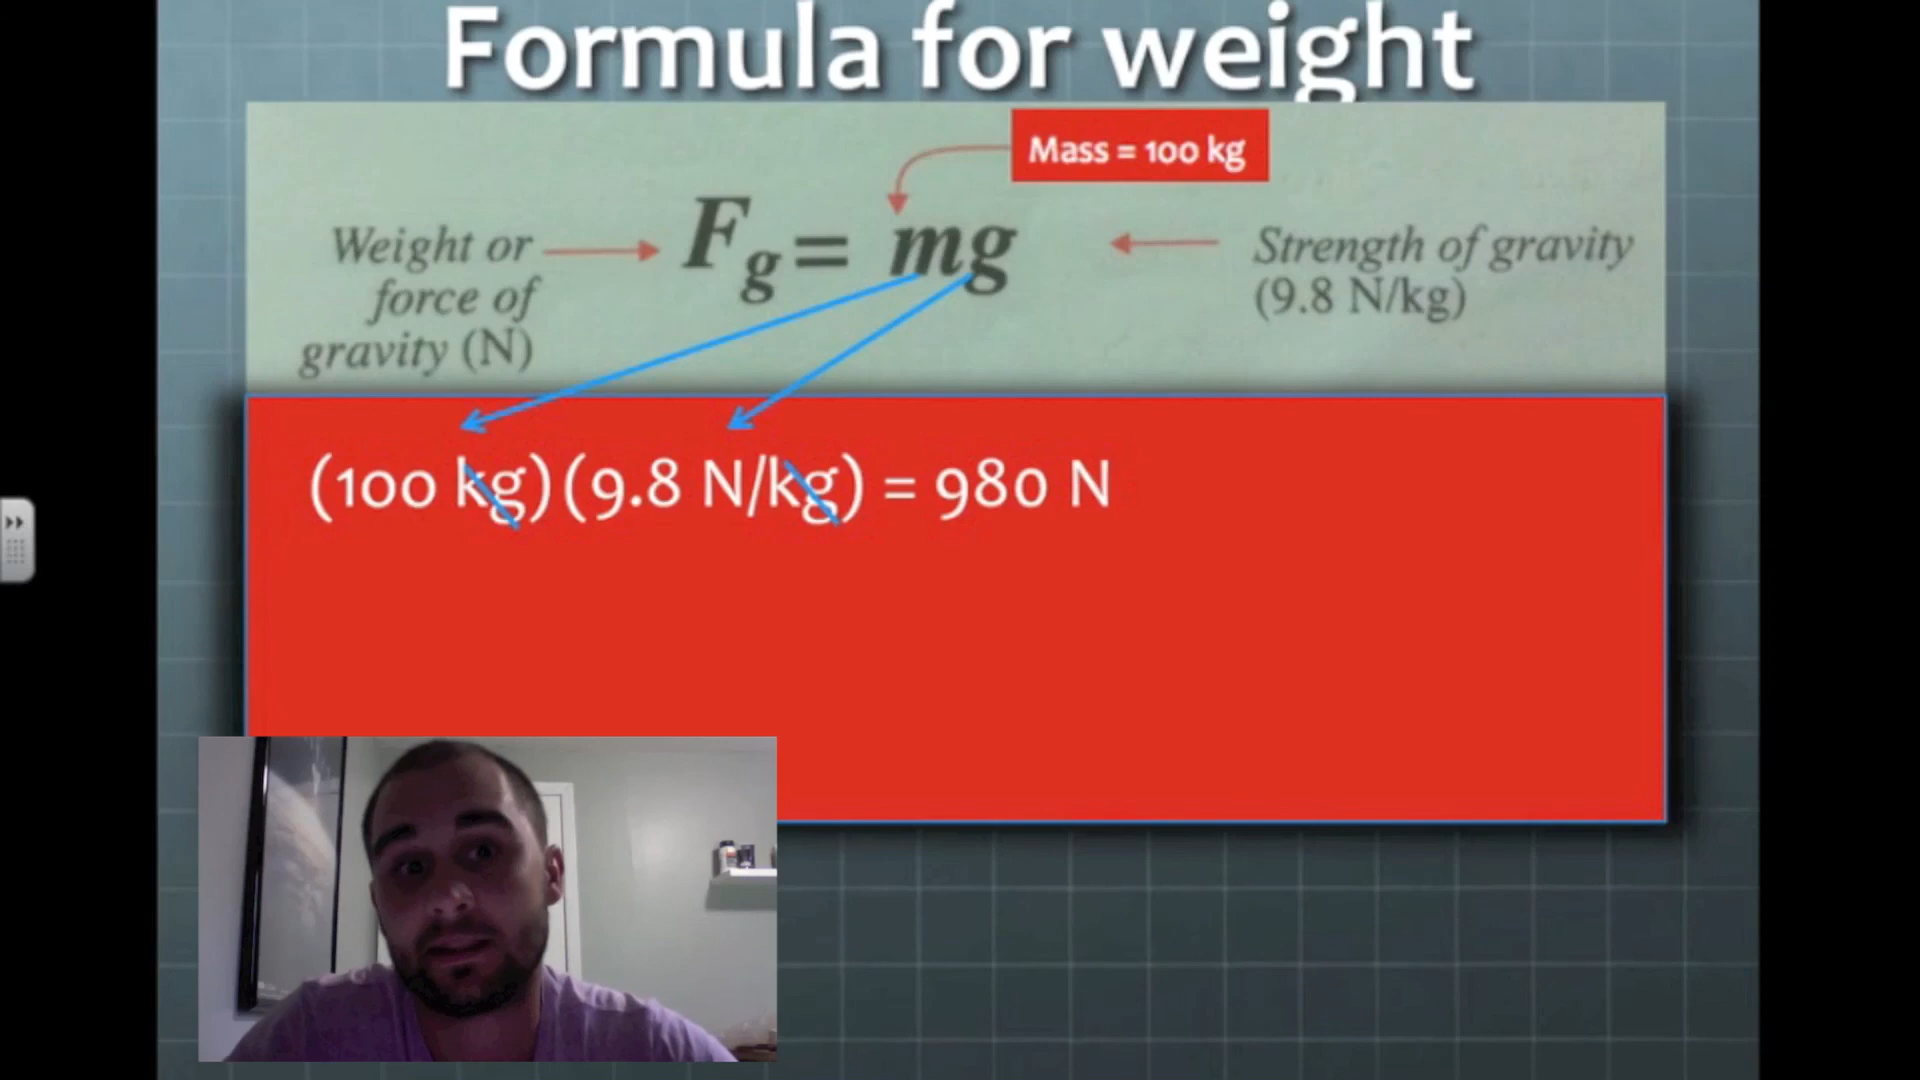 Formula for weight
Mass = 100 kg
Weight or
force of
gravity (N)
Fg = mg
Strength of gravity
(9.8 N/kg)
(100 kg)(9.8 N/kg) = 980 N